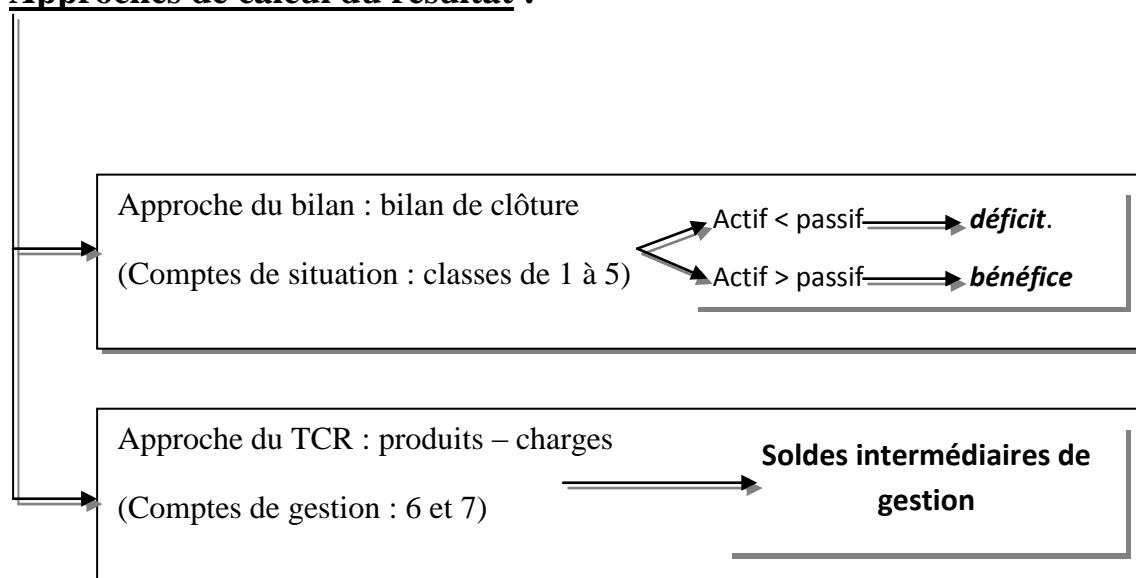 Approches de calcul du résultat :
Approche du bilan : bilan de clôture
(Comptes de situation : classes de 1 à 5)
Actif < passif déficit.
Actif > passif bénéfice
Approche du TCR : produits – charges
(Comptes de gestion : 6 et 7)
Soldes intermédiaires de
gestion